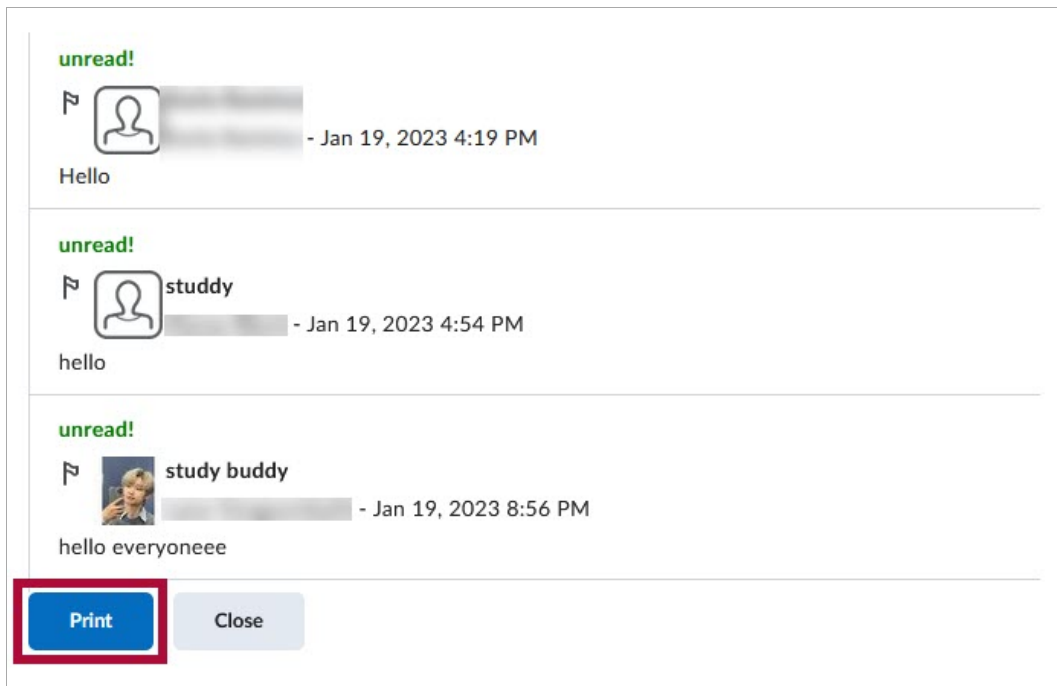 unread!
- Jan 19, 2023 4:19 PM
Hello
unread!
studdy
- Jan 19, 2023 4:54 PM
hello
unread!
study buddy
- Jan 19, 2023 8:56 PM
hello everyoneee
Print Close